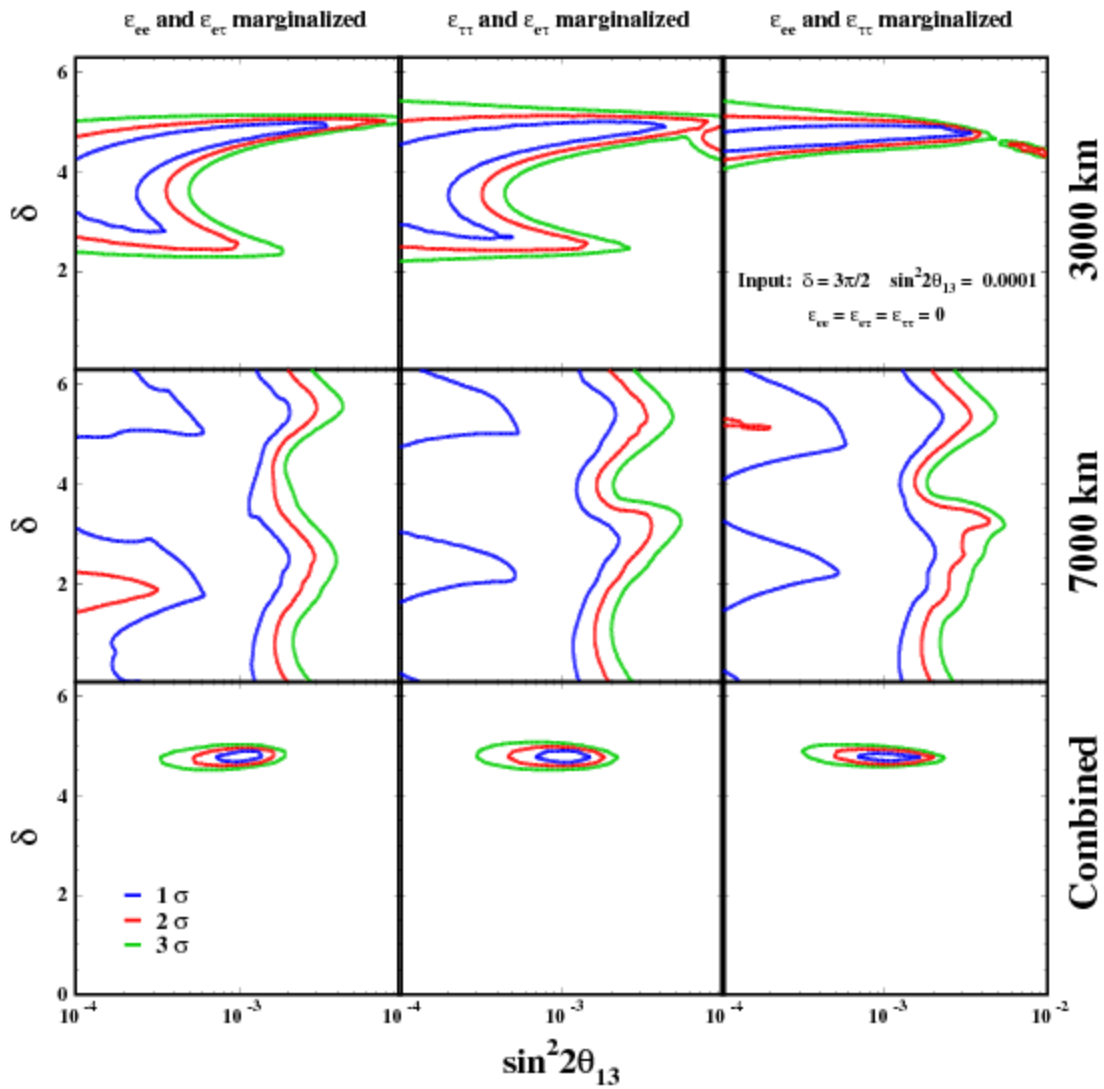 ε_ee and ε_eτ marginalized ε_ττ and ε_eτ marginalized ε_ee and ε_ττ marginalized
6
4
2
δ
3000 km
Input: δ = 3π/2 sin²2θ₁₃ = 0.0001
ε_ee = ε_eτ = ε_ττ = 0
6
4
2
δ
7000 km
6
4
2
0
δ
Combined
1 σ
2 σ
3 σ
10⁻⁴ 10⁻³ 10⁻⁴ 10⁻³ 10⁻⁴ 10⁻³ 10⁻²
sin²2θ₁₃